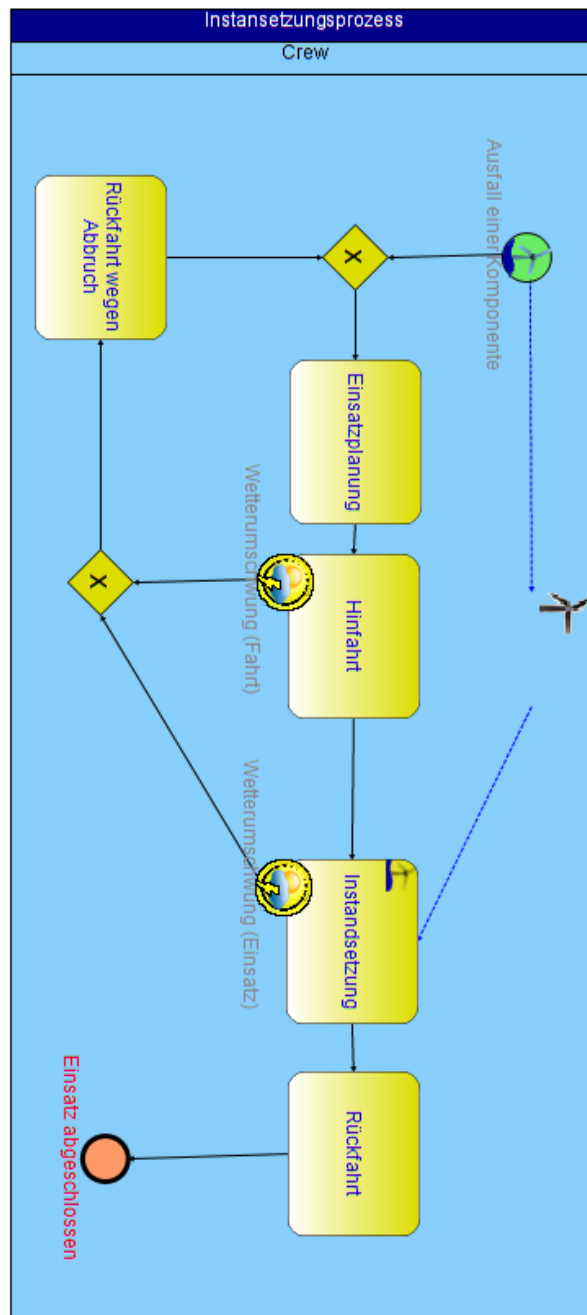 Instansetzungsprozess
Crew
Ausfall einer Komponente
X
Rückfahrt wegen
Abbruch
Einsatzplanung
Hinfahrt
Wetterumschwung (Fahrt)
X
Instandsetzung
Wetterumschwung (Einsatz)
Rückfahrt
Einsatz abgeschlossen